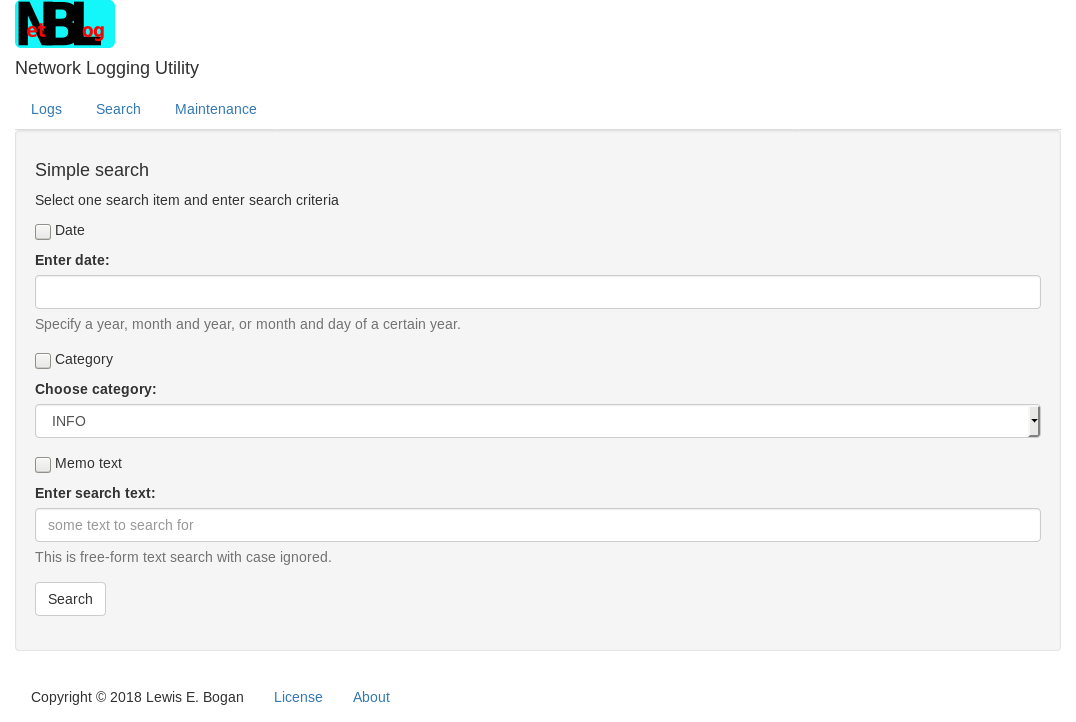 NBL
et og
Network Logging Utility
Logs Search Maintenance
Simple search
Select one search item and enter search criteria
Date
Enter date:
Specify a year, month and year, or month and day of a certain year.
Category
Choose category:
INFO
Memo text
Enter search text:
some text to search for
This is free-form text search with case ignored.
Search
Copyright © 2018 Lewis E. Bogan License About